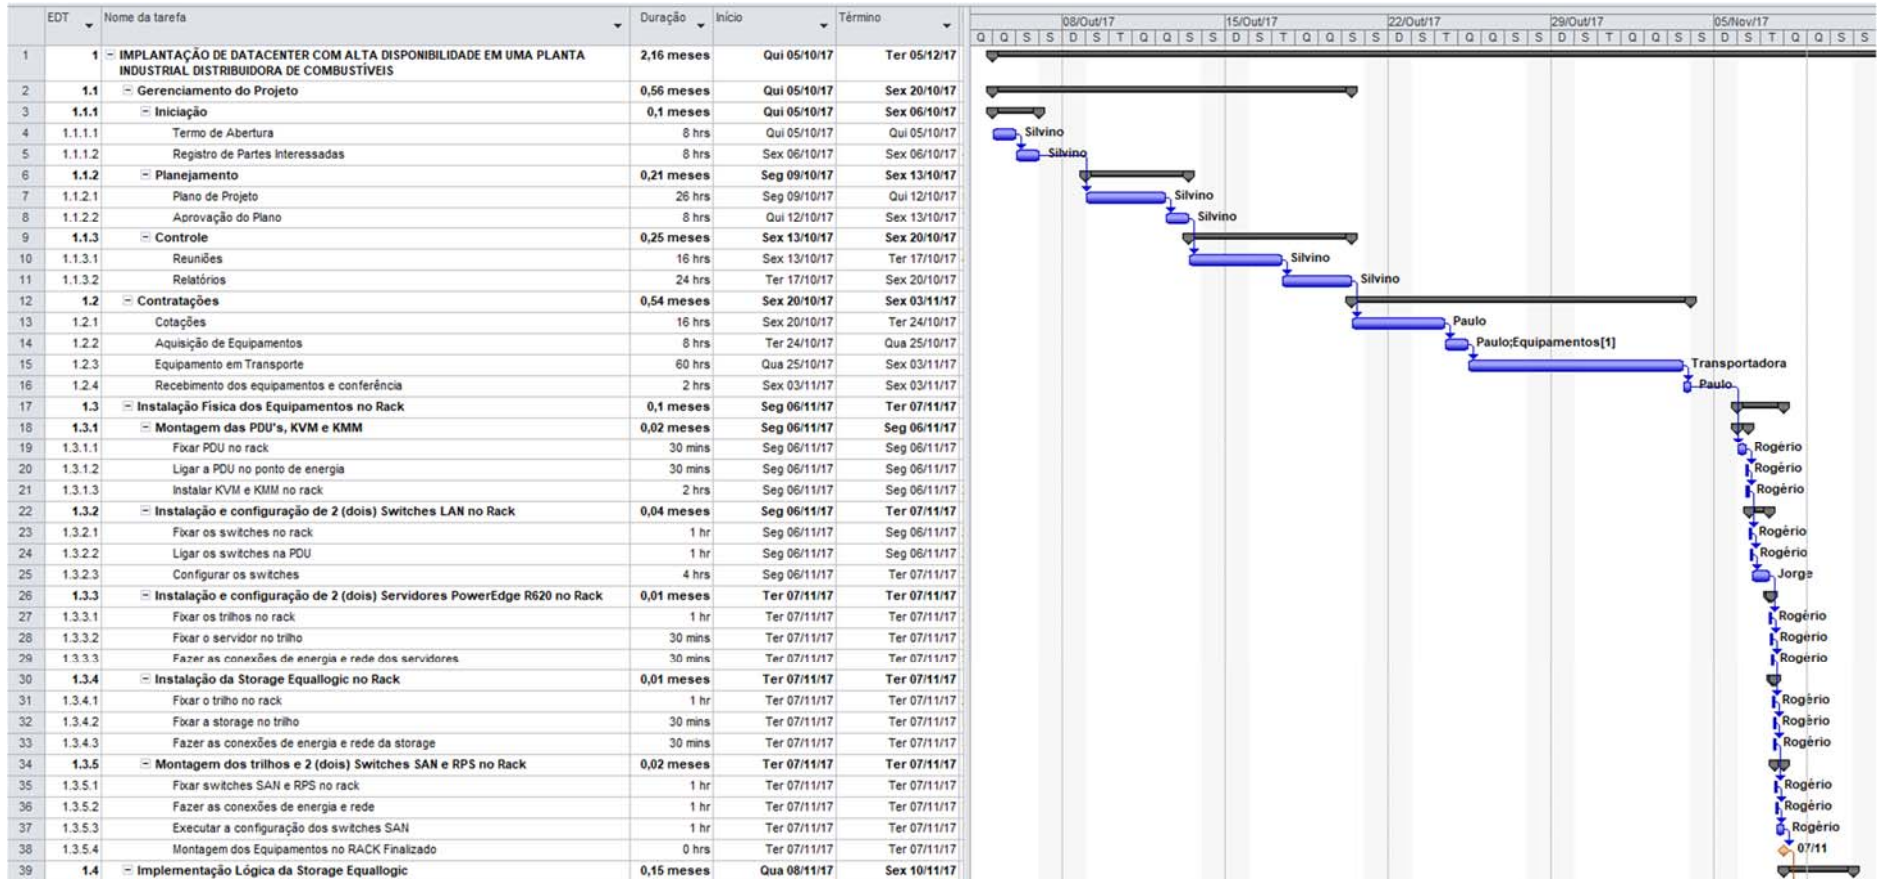 EDT Nome da tarefa Duração Início Término 08/Out/17 15/Out/17 22/Out/17 29/Out/17 05/Nov/17
Q Q S S D S T Q Q S S D S T Q Q S S D S T Q Q S S D S T Q Q S S D S T Q Q S S
1 1 IMPLANTAÇÃO DE DATACENTER COM ALTA DISPONIBILIDADE EM UMA PLANTA 2,16 meses Qui 05/10/17 Ter 05/12/17
INDUSTRIAL DISTRIBUIDORA DE COMBUSTÍVEIS
2 1.1 Gerenciamento do Projeto 0,56 meses Qui 05/10/17 Sex 20/10/17
3 1.1.1 Iniciação 0,1 meses Qui 05/10/17 Sex 06/10/17
4 1.1.1.1 Termo de Abertura 8 hrs Qui 05/10/17 Qui 05/10/17 Silvino
5 1.1.1.2 Registro de Partes Interessadas 8 hrs Sex 06/10/17 Sex 06/10/17 Silvino
6 1.1.2 Planejamento 0,21 meses Seg 09/10/17 Sex 13/10/17
7 1.1.2.1 Plano de Projeto 26 hrs Seg 09/10/17 Qui 12/10/17 Silvino
8 1.1.2.2 Aprovação do Plano 8 hrs Qui 12/10/17 Sex 13/10/17 Silvino
9 1.1.3 Controle 0,25 meses Sex 13/10/17 Sex 20/10/17
10 1.1.3.1 Reuniões 16 hrs Sex 13/10/17 Ter 17/10/17 Silvino
11 1.1.3.2 Relatórios 24 hrs Ter 17/10/17 Sex 20/10/17 Silvino
12 1.2 Contratações 0,54 meses Sex 20/10/17 Sex 03/11/17
13 1.2.1 Cotações 16 hrs Sex 20/10/17 Ter 24/10/17 Paulo
14 1.2.2 Aquisição de Equipamentos 8 hrs Ter 24/10/17 Qua 25/10/17 Paulo;Equipamentos[1]
15 1.2.3 Equipamento em Transporte 60 hrs Qua 25/10/17 Sex 03/11/17 Transportadora
16 1.2.4 Recebimento dos equipamentos e conferência 2 hrs Sex 03/11/17 Sex 03/11/17 Paulo
17 1.3 Instalação Física dos Equipamentos no Rack 0,1 meses Seg 06/11/17 Ter 07/11/17
18 1.3.1 Montagem das PDU's, KVM e KMM 0,02 meses Seg 06/11/17 Seg 06/11/17
19 1.3.1.1 Fixar PDU no rack 30 mins Seg 06/11/17 Seg 06/11/17 Rogério
20 1.3.1.2 Ligar a PDU no ponto de energia 30 mins Seg 06/11/17 Seg 06/11/17 Rogério
21 1.3.1.3 Instalar KVM e KMM no rack 2 hrs Seg 06/11/17 Seg 06/11/17 Rogério
22 1.3.2 Instalação e configuração de 2 (dois) Switches LAN no Rack 0,04 meses Seg 06/11/17 Ter 07/11/17
23 1.3.2.1 Fixar os switches no rack 1 hr Seg 06/11/17 Seg 06/11/17 Rogério
24 1.3.2.2 Ligar os switches na PDU 1 hr Seg 06/11/17 Seg 06/11/17 Rogério
25 1.3.2.3 Configurar os switches 4 hrs Seg 06/11/17 Ter 07/11/17 Jorge
26 1.3.3 Instalação e configuração de 2 (dois) Servidores PowerEdge R620 no Rack 0,01 meses Ter 07/11/17 Ter 07/11/17
27 1.3.3.1 Fixar os trilhos no rack 1 hr Ter 07/11/17 Ter 07/11/17 Rogério
28 1.3.3.2 Fixar o servidor no trilho 30 mins Ter 07/11/17 Ter 07/11/17 Rogério
29 1.3.3.3 Fazer as conexões de energia e rede dos servidores 30 mins Ter 07/11/17 Ter 07/11/17 Rogério
30 1.3.4 Instalação da Storage Equallogic no Rack 0,01 meses Ter 07/11/17 Ter 07/11/17
31 1.3.4.1 Fixar o trilho no rack 1 hr Ter 07/11/17 Ter 07/11/17 Rogério
32 1.3.4.2 Fixar a storage no trilho 30 mins Ter 07/11/17 Ter 07/11/17 Rogério
33 1.3.4.3 Fazer as conexões de energia e rede da storage 30 mins Ter 07/11/17 Ter 07/11/17 Rogério
34 1.3.5 Montagem dos trilhos e 2 (dois) Switches SAN e RPS no Rack 0,02 meses Ter 07/11/17 Ter 07/11/17
35 1.3.5.1 Fixar switches SAN e RPS no rack 1 hr Ter 07/11/17 Ter 07/11/17 Rogério
36 1.3.5.2 Fazer as conexões de energia e rede 1 hr Ter 07/11/17 Ter 07/11/17 Rogério
37 1.3.5.3 Executar a configuração dos switches SAN 1 hr Ter 07/11/17 Ter 07/11/17 Rogério
38 1.3.5.4 Montagem dos Equipamentos no RACK Finalizado 0 hrs Ter 07/11/17 Ter 07/11/17 07/11
39 1.4 Implementação Lógica da Storage Equallogic 0,15 meses Qua 08/11/17 Sex 10/11/17